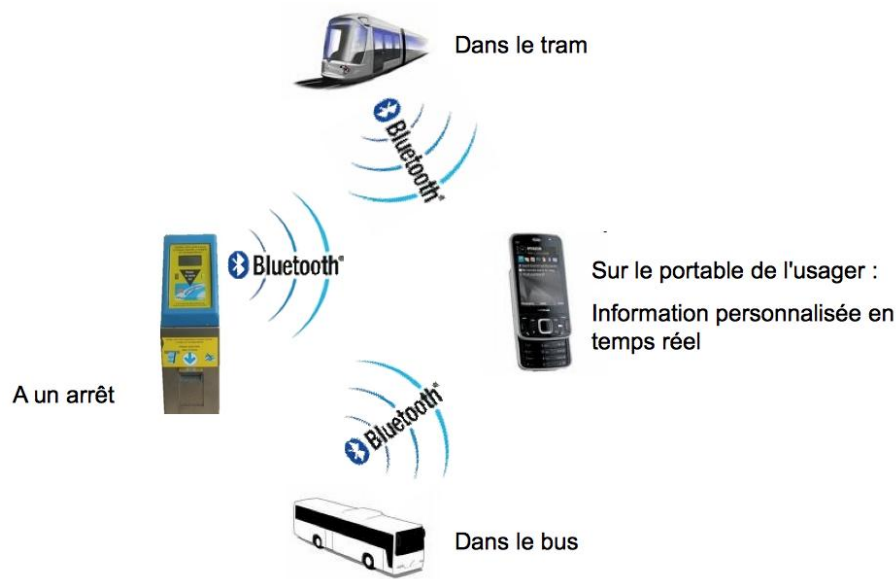 Dans le tram
Bluetooth
Bluetooth
Sur le portable de l'usager :
Information personnalisée en
temps réel
A un arrêt
Bluetooth
Dans le bus